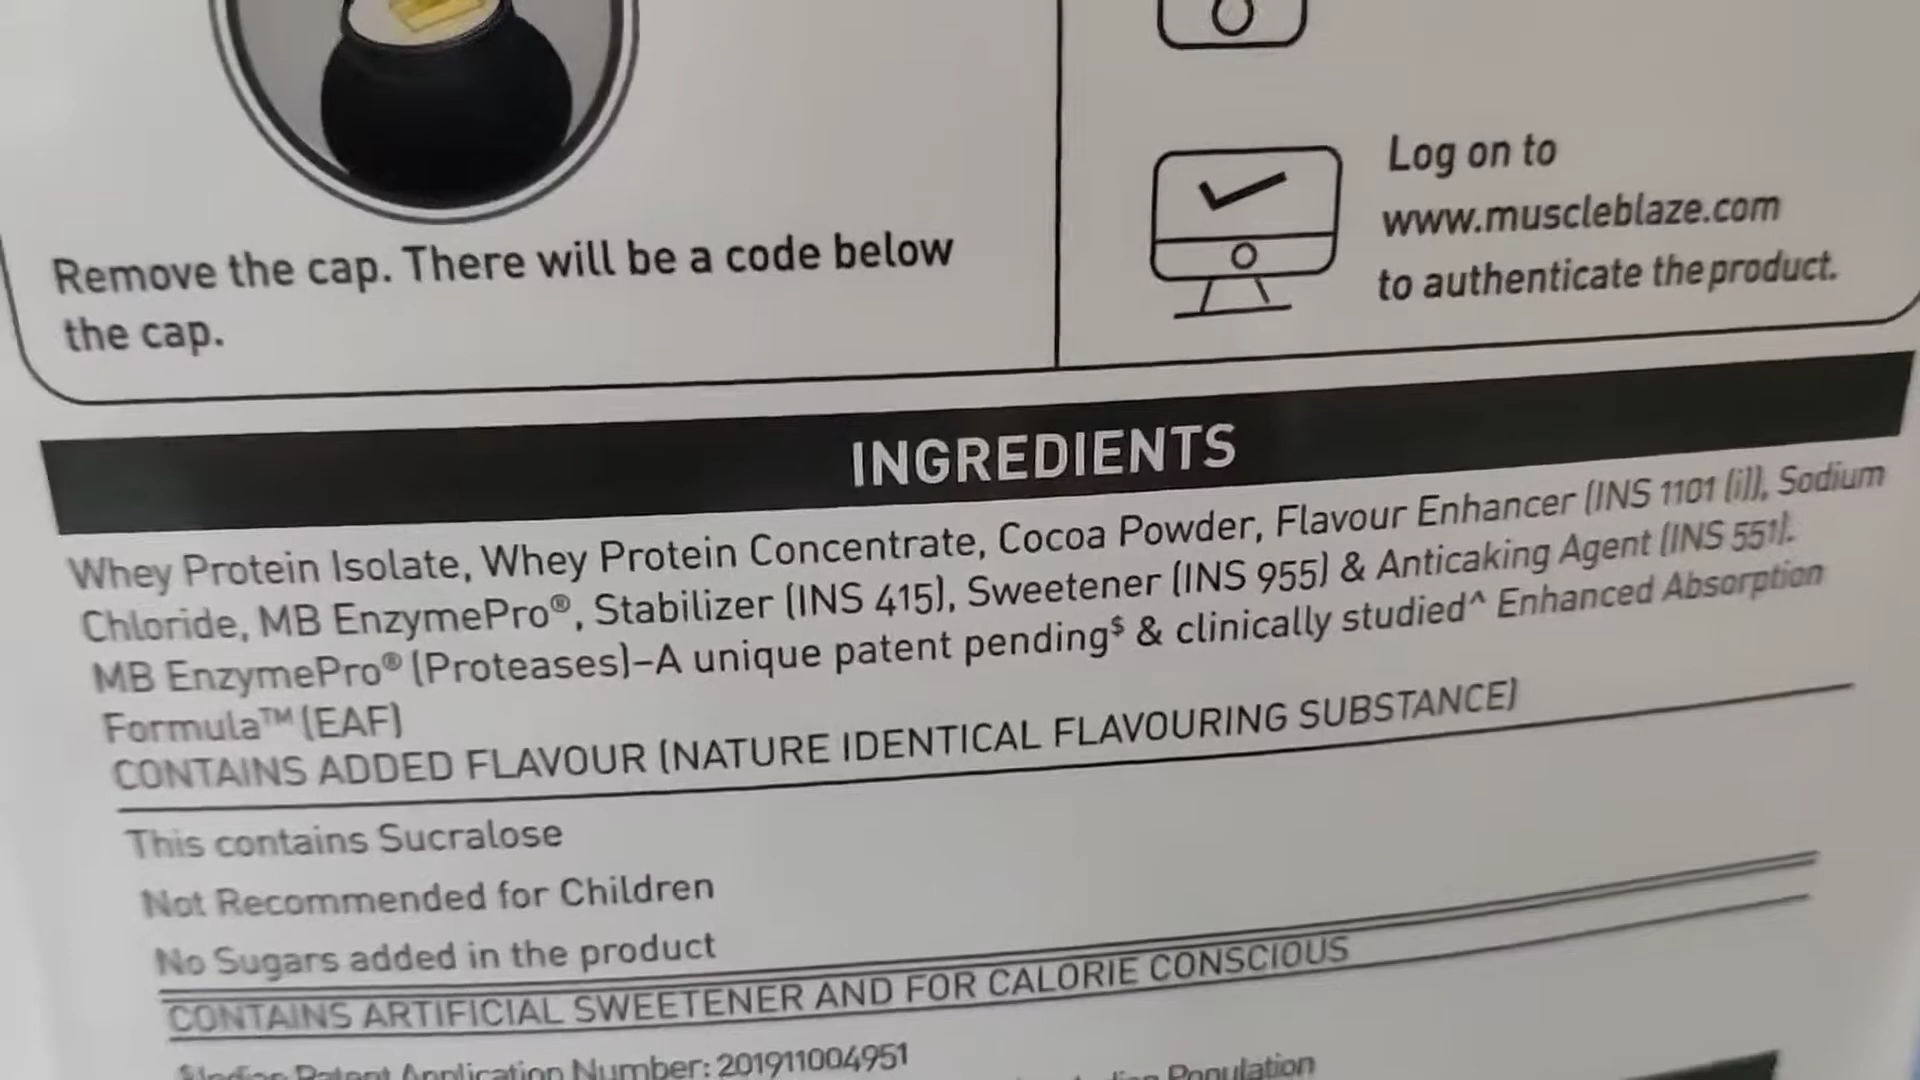 Remove the cap. There will be a code below
the cap.
Log on to
www.muscleblaze.com
to authenticate the product.
INGREDIENTS
Whey Protein Isolate, Whey Protein Concentrate, Cocoa Powder, Flavour Enhancer (INS 1101 (i)), Sodium
Chloride, MB EnzymePro®, Stabilizer (INS 415), Sweetener (INS 955) & Anticaking Agent (INS 551).
MB EnzymePro® (Proteases)–A unique patent pending$ & clinically studied^ Enhanced Absorption
Formula™ (EAF)
CONTAINS ADDED FLAVOUR (NATURE IDENTICAL FLAVOURING SUBSTANCE)
This contains Sucralose
Not Recommended for Children
No Sugars added in the product
CONTAINS ARTIFICIAL SWEETENER AND FOR CALORIE CONSCIOUS
$Indian Patent Application Number: 201911004951
Population